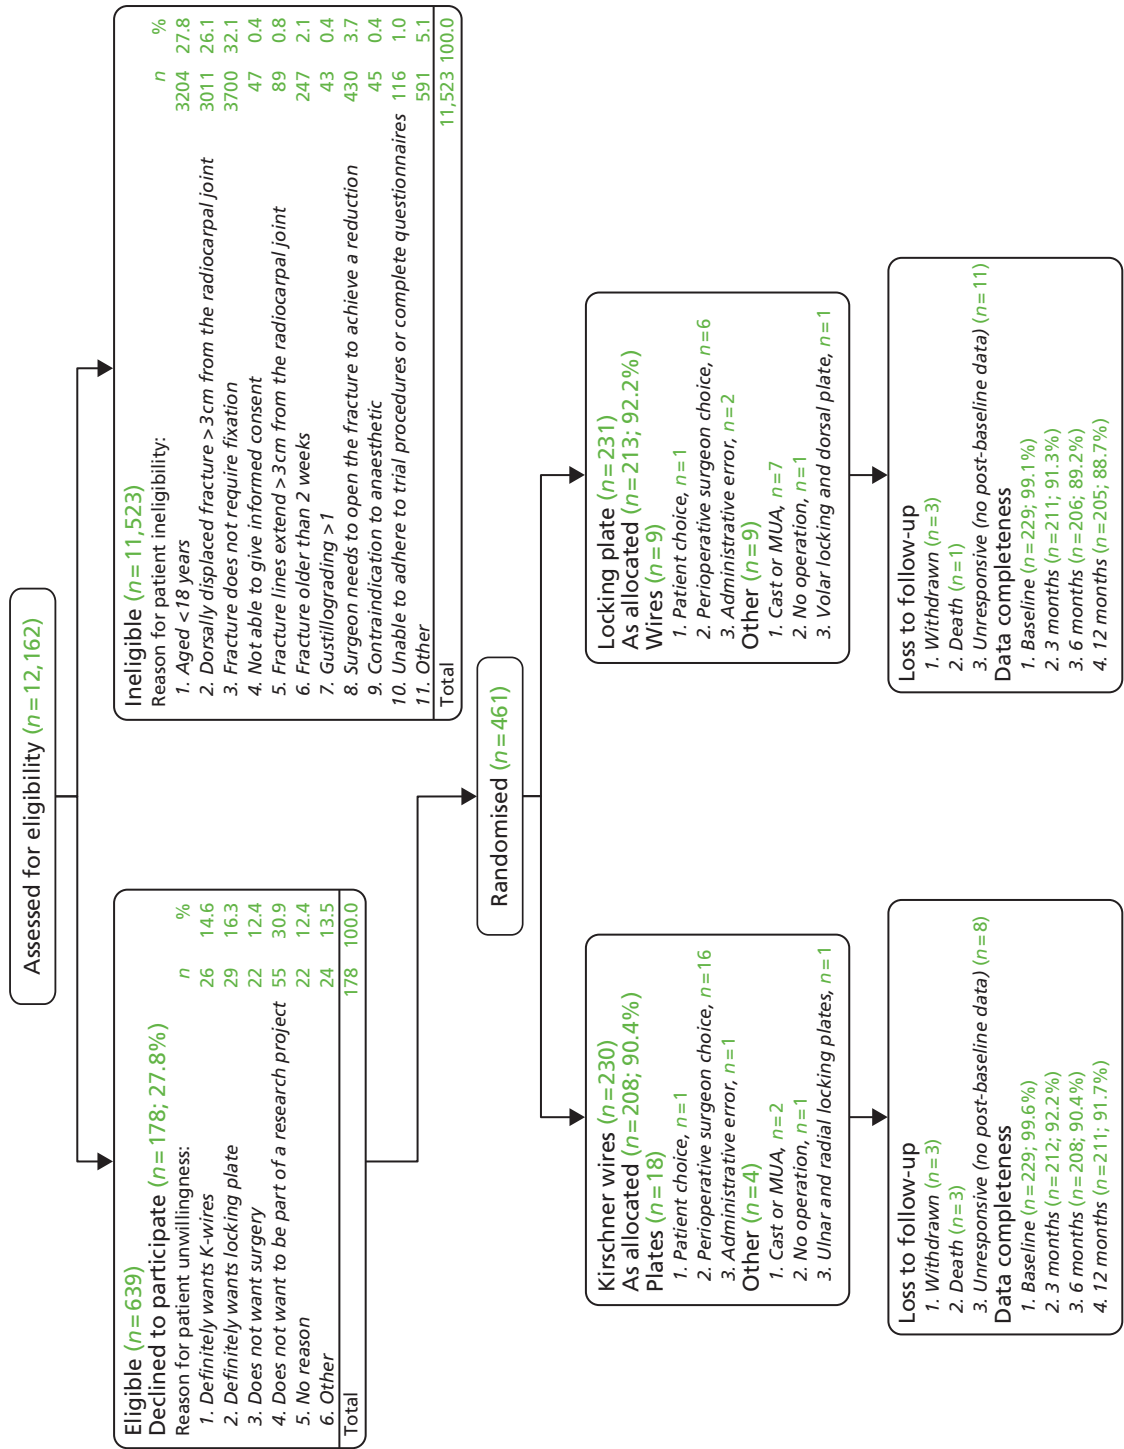 Assessed for eligibility (n=12,162)
Eligible (n=639)
Declined to participate (n=178; 27.8%)
Reason for patient unwillingness:
n %
1. Definitely wants K-wires 26 14.6
2. Definitely wants locking plate 29 16.3
3. Does not want surgery 22 12.4
4. Does not want to be part of a research project 55 30.9
5. No reason 22 12.4
6. Other 24 13.5
Total 178 100.0
Ineligible (n=11,523)
Reason for patient ineligibility: n %
1. Aged <18 years 3204 27.8
2. Dorsally displaced fracture >3cm from the radiocarpal joint 3011 26.1
3. Fracture does not require fixation 3700 32.1
4. Not able to give informed consent 47 0.4
5. Fracture lines extend >3cm from the radiocarpal joint 89 0.8
6. Fracture older than 2 weeks 247 2.1
7. Gustillograding >1 43 0.4
8. Surgeon needs to open the fracture to achieve a reduction 430 3.7
9. Contraindication to anaesthetic 45 0.4
10. Unable to adhere to trial procedures or complete questionnaires 116 1.0
11. Other 591 5.1
Total 11,523 100.0
Randomised (n=461)
Kirschner wires (n=230)
As allocated (n=208; 90.4%)
Plates (n=18)
1. Patient choice, n=1
2. Perioperative surgeon choice, n=16
3. Administrative error, n=1
Other (n=4)
1. Cast or MUA, n=2
2. No operation, n=1
3. Ulnar and radial locking plates, n=1
Locking plate (n=231)
As allocated (n=213; 92.2%)
Wires (n=9)
1. Patient choice, n=1
2. Perioperative surgeon choice, n=6
3. Administrative error, n=2
Other (n=9)
1. Cast or MUA, n=7
2. No operation, n=1
3. Volar locking and dorsal plate, n=1
Loss to follow-up
1. Withdrawn (n=3)
2. Death (n=3)
3. Unresponsive (no post-baseline data) (n=8)
Data completeness
1. Baseline (n=229; 99.6%)
2. 3 months (n=212; 92.2%)
3. 6 months (n=208; 90.4%)
4. 12 months (n=211; 91.7%)
Loss to follow-up
1. Withdrawn (n=3)
2. Death (n=1)
3. Unresponsive (no post-baseline data) (n=11)
Data completeness
1. Baseline (n=229; 99.1%)
2. 3 months (n=211; 91.3%)
3. 6 months (n=206; 89.2%)
4. 12 months (n=205; 88.7%)